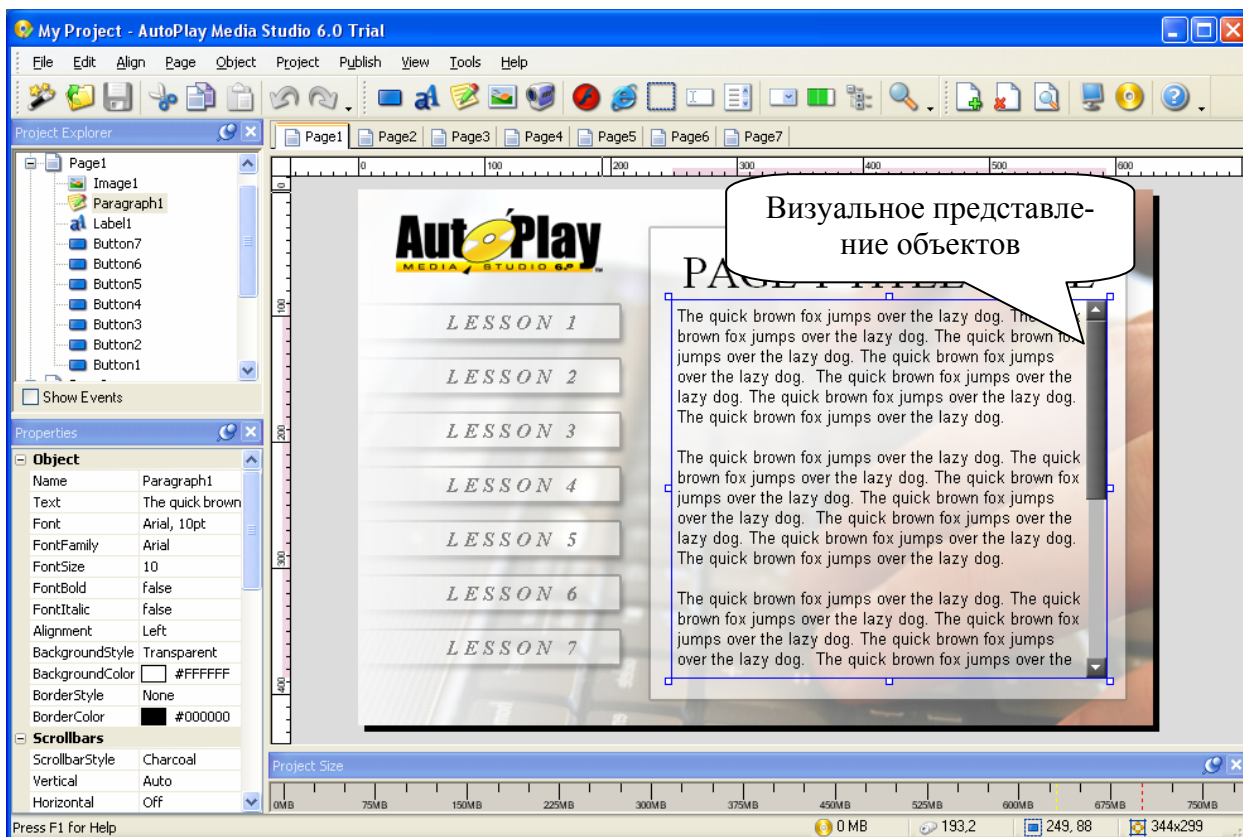 My Project - AutoPlay Media Studio 6.0 Trial
File Edit Align Page Object Project Publish View Tools Help
Project Explorer
Page1
Image1
Paragraph1
Label1
Button7
Button6
Button5
Button4
Button3
Button2
Button1
Show Events
Properties
Object
Name Paragraph1
Text The quick brown
Font Arial, 10pt
FontFamily Arial
FontSize 10
FontBold false
FontItalic false
Alignment Left
BackgroundStyle Transparent
BackgroundColor #FFFFFF
BorderStyle None
BorderColor #000000
Scrollbars
ScrollbarStyle Charcoal
Vertical Auto
Horizontal Off
Page1 Page2 Page3 Page4 Page5 Page6 Page7
0 100 200 300 400 500 600
0
100
200
300
400
AutoPlay
MEDIA STUDIO 6.0
LESSON 1
LESSON 2
LESSON 3
LESSON 4
LESSON 5
LESSON 6
LESSON 7
Визуальное представле-
ние объектов
The quick brown fox jumps over the lazy dog. The
brown fox jumps over the lazy dog. The quick brown fox
jumps over the lazy dog. The quick brown fox jumps
over the lazy dog. The quick brown fox jumps over the
lazy dog. The quick brown fox jumps over the lazy dog.
The quick brown fox jumps over the lazy dog.
The quick brown fox jumps over the lazy dog. The quick
brown fox jumps over the lazy dog. The quick brown fox
jumps over the lazy dog. The quick brown fox jumps
over the lazy dog. The quick brown fox jumps over the
lazy dog. The quick brown fox jumps over the lazy dog.
The quick brown fox jumps over the lazy dog.
The quick brown fox jumps over the lazy dog. The quick
brown fox jumps over the lazy dog. The quick brown fox
jumps over the lazy dog. The quick brown fox jumps
over the lazy dog. The quick brown fox jumps over the
Project Size
0MB 75MB 150MB 225MB 300MB 375MB 450MB 525MB 600MB 675MB 750MB
Press F1 for Help 0 MB 193,2 249, 88 344x299